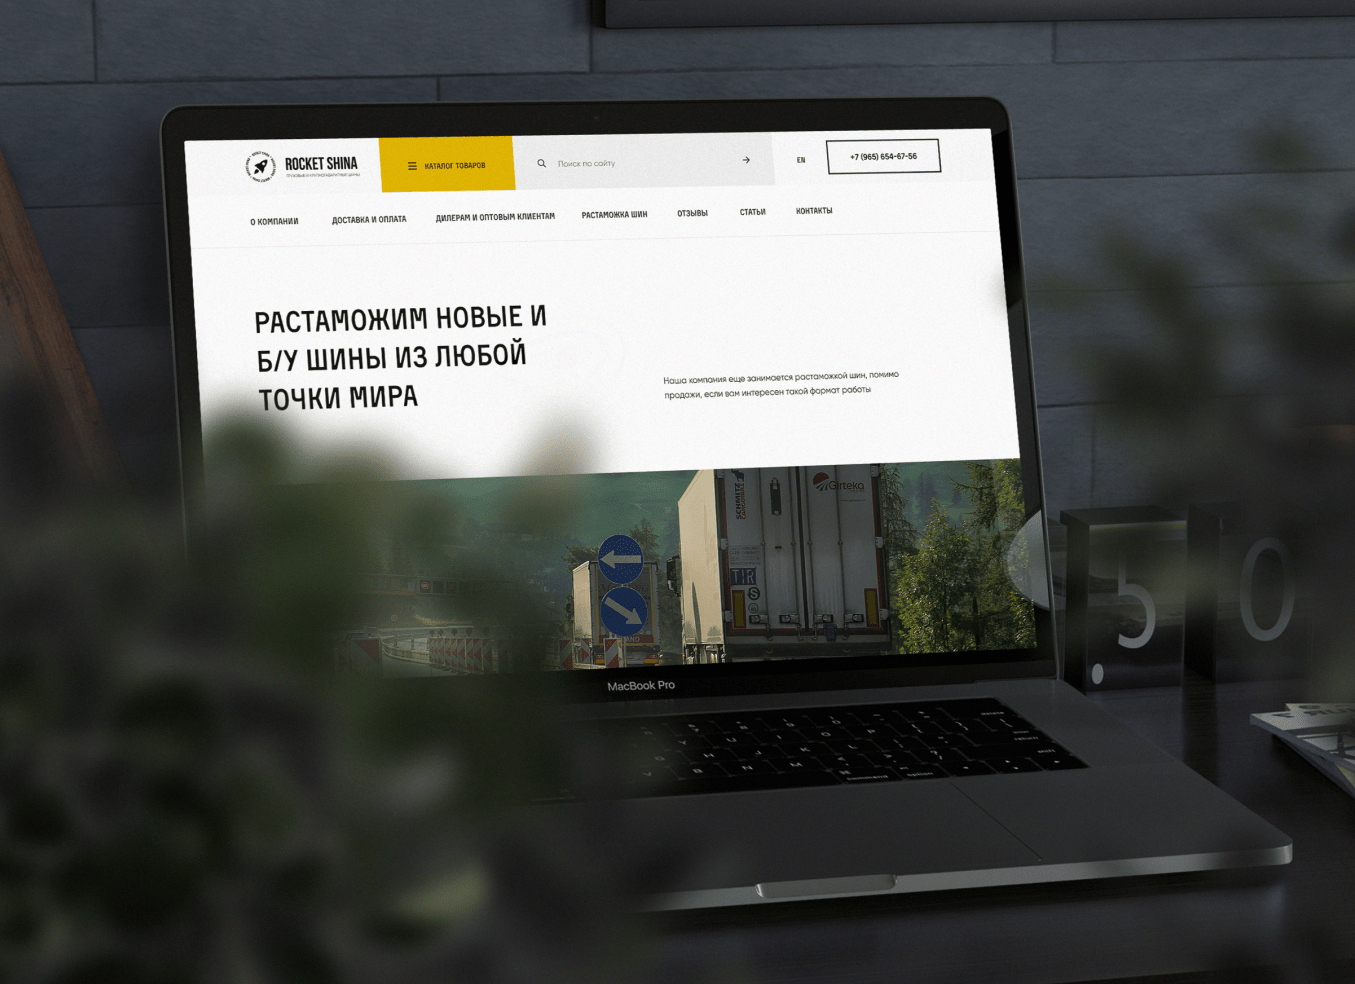 ROCKET SHINA
КАТАЛОГ ТОВАРОВ
Поиск по сайту
EN
+7 (965) 654-67-56
О КОМПАНИИ
ДОСТАВКА И ОПЛАТА
ДИЛЕРАМ И ОПТОВЫМ КЛИЕНТАМ
РАСТАМОЖКА ШИН
ОТЗЫВЫ
СТАТЬИ
КОНТАКТЫ
РАСТАМОЖИМ НОВЫЕ И
Б/У ШИНЫ ИЗ ЛЮБОЙ
ТОЧКИ МИРА
Наша компания еще занимается растаможкой шин, помимо
продажи, если вам интересен такой формат работы
SCHMITZ
CARGOBULL
Girteka
TIR
S
MacBook Pro
5 0